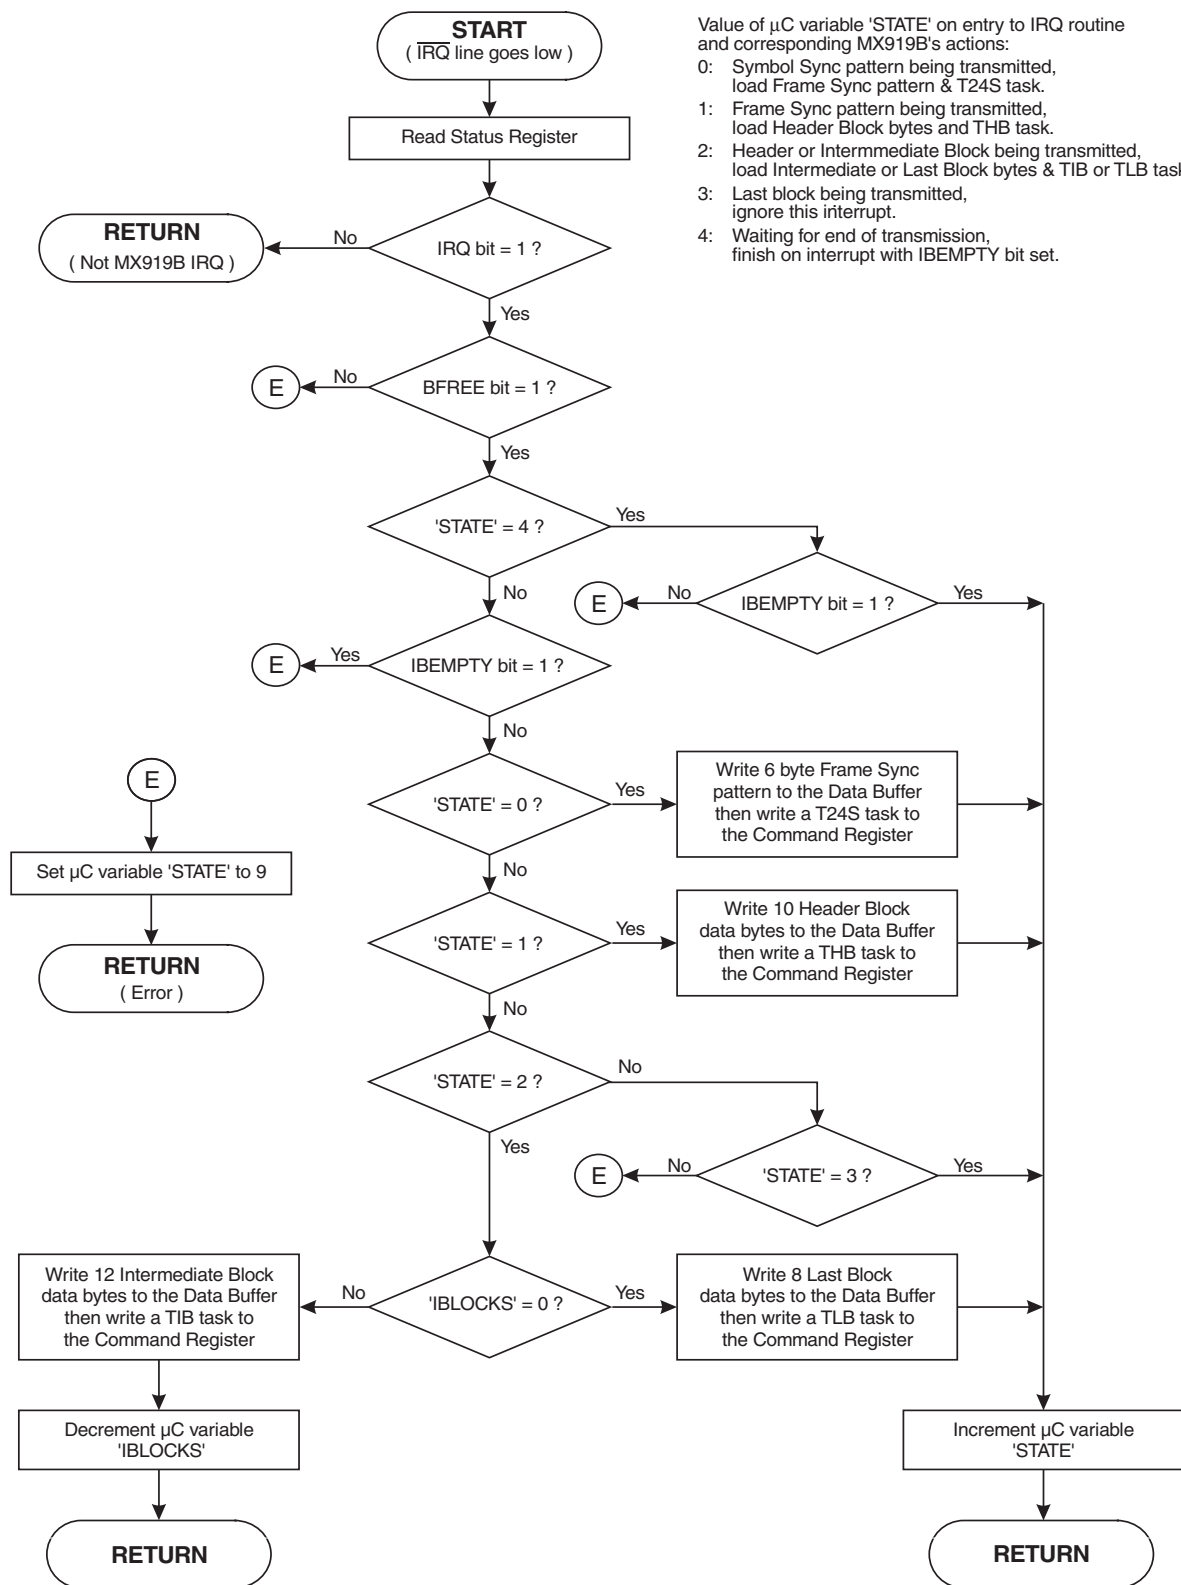 START
( IRQ line goes low )
Value of µC variable 'STATE' on entry to IRQ routine
and corresponding MX919B's actions:
0: Symbol Sync pattern being transmitted,
load Frame Sync pattern & T24S task.
1: Frame Sync pattern being transmitted,
load Header Block bytes and THB task.
2: Header or Intermmediate Block being transmitted,
load Intermediate or Last Block bytes & TIB or TLB task
3: Last block being transmitted,
ignore this interrupt.
4: Waiting for end of transmission,
finish on interrupt with IBEMPTY bit set.
Read Status Register
RETURN
( Not MX919B IRQ )
No
IRQ bit = 1 ?
Yes
E
No
BFREE bit = 1 ?
Yes
'STATE' = 4 ?
Yes
No
E
No
IBEMPTY bit = 1 ?
Yes
E
Yes
IBEMPTY bit = 1 ?
No
E
Set µC variable 'STATE' to 9
RETURN
( Error )
'STATE' = 0 ?
Yes
Write 6 byte Frame Sync
pattern to the Data Buffer
then write a T24S task to
the Command Register
No
'STATE' = 1 ?
Yes
Write 10 Header Block
data bytes to the Data Buffer
then write a THB task to
the Command Register
No
'STATE' = 2 ?
No
Yes
E
No
'STATE' = 3 ?
Yes
Write 12 Intermediate Block
data bytes to the Data Buffer
then write a TIB task to
the Command Register
No
'IBLOCKS' = 0 ?
Yes
Write 8 Last Block
data bytes to the Data Buffer
then write a TLB task to
the Command Register
Decrement µC variable
'IBLOCKS'
Increment µC variable
'STATE'
RETURN
RETURN